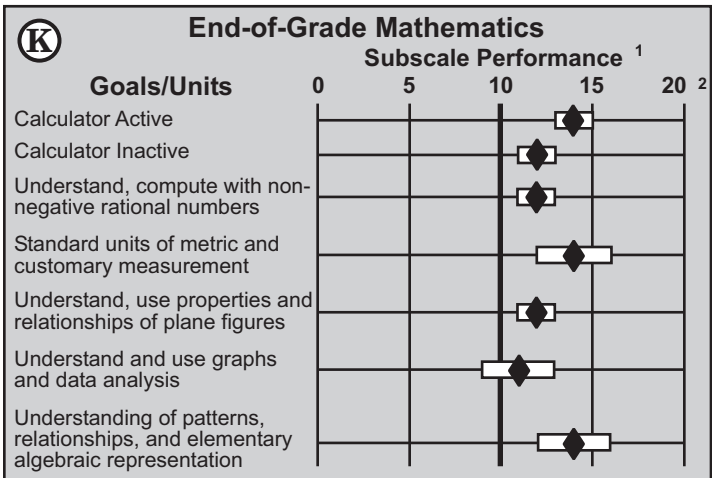 K
End-of-Grade Mathematics
Subscale Performance 1
Goals/Units 0 5 10 15 20 2
Calculator Active
Calculator Inactive
Understand, compute with non-
negative rational numbers
Standard units of metric and
customary measurement
Understand, use properties and
relationships of plane figures
Understand and use graphs
and data analysis
Understanding of patterns,
relationships, and elementary
algebraic representation